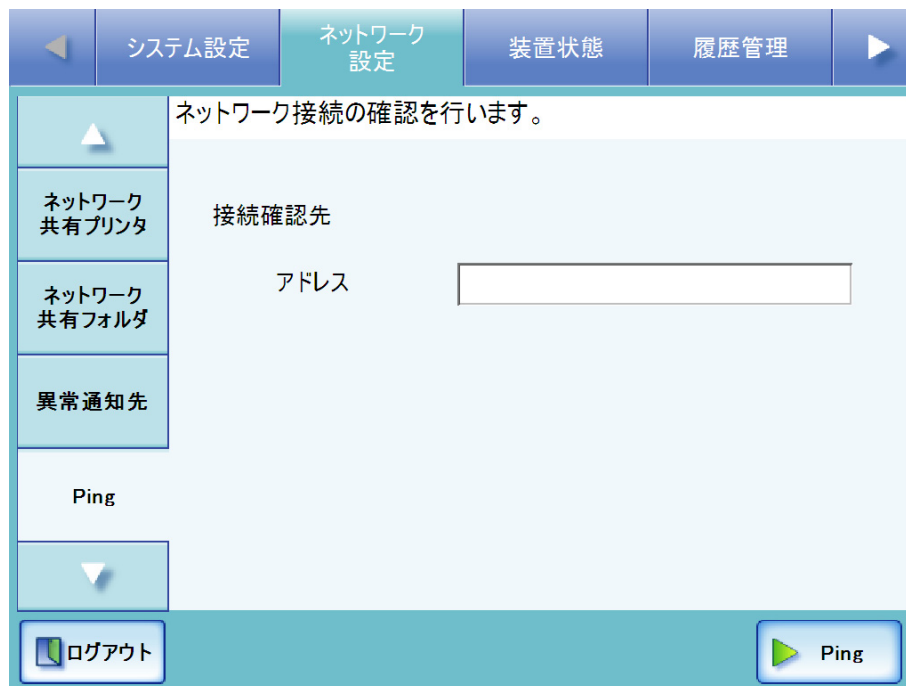 システム設定
ネットワーク
設定
装置状態
履歴管理
ネットワーク接続の確認を行います。
ネットワーク
共有プリンタ
ネットワーク
共有フォルダ
異常通知先
Ping
接続確認先
アドレス
ログアウト
Ping